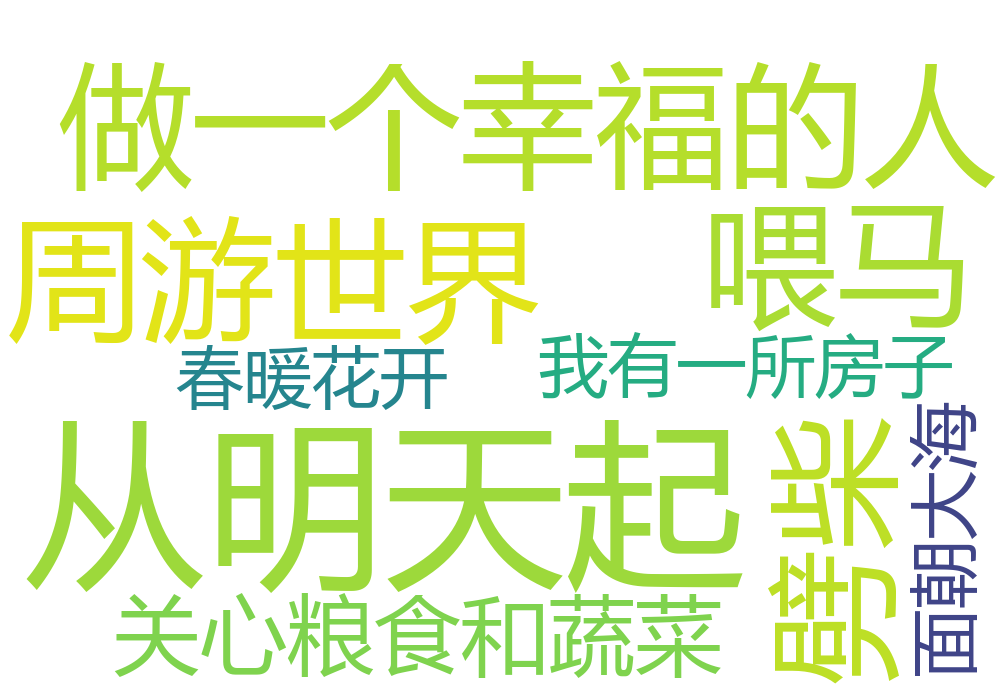 做一个幸福的人
周游世界
喂马
春暖花开
我有一所房子
从明天起
劈柴
面朝大海
关心粮食和蔬菜